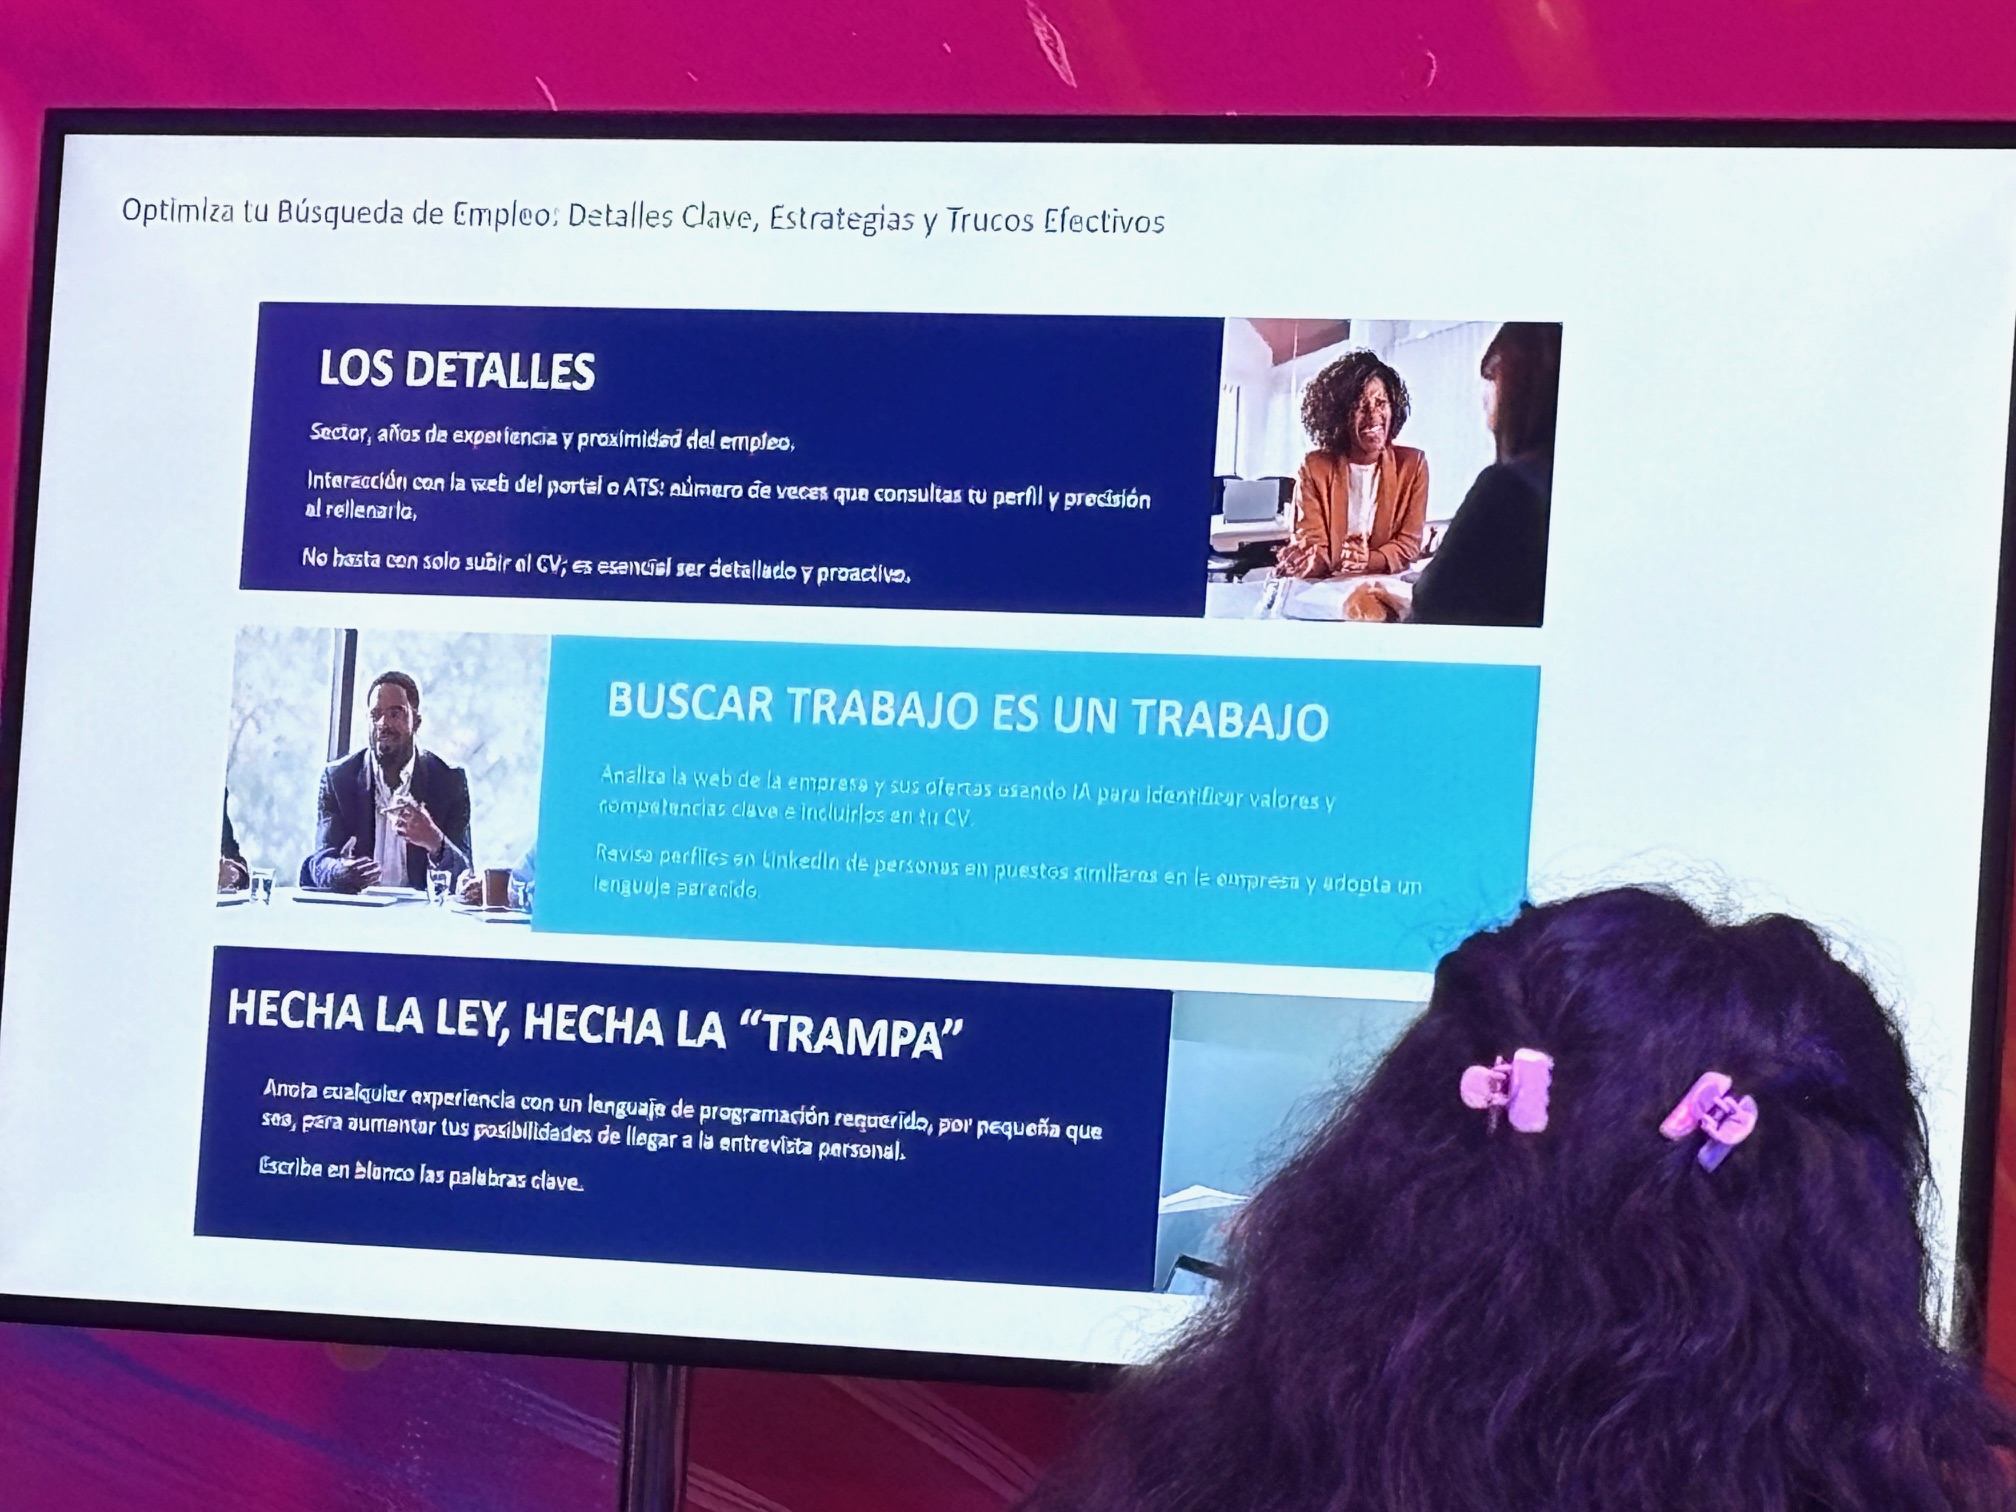 Optimiza tu Búsqueda de Empleo: Detalles Clave, Estrategias y Trucos Efectivos
LOS DETALLES
Sector, años de experiencia y proximidad del empleo.
Interacción con la web del portal o ATS: número de veces que consultas tu perfil y precisión
al rellenarlo.
No basta con solo subir el CV; es esencial ser detallado y proactivo.
BUSCAR TRABAJO ES UN TRABAJO
Analiza la web de la empresa y sus ofertas usando IA para identificar valores y
competencias clave e incluirlos en tu CV.
Revisa perfiles en LinkedIn de personas en puestos similares en la empresa y adopta un
lenguaje parecido.
HECHA LA LEY, HECHA LA “TRAMPA”
Anota cualquier experiencia con un lenguaje de programación requerido, por pequeña que
sea, para aumentar tus posibilidades de llegar a la entrevista personal.
Escribe en blanco las palabras clave.